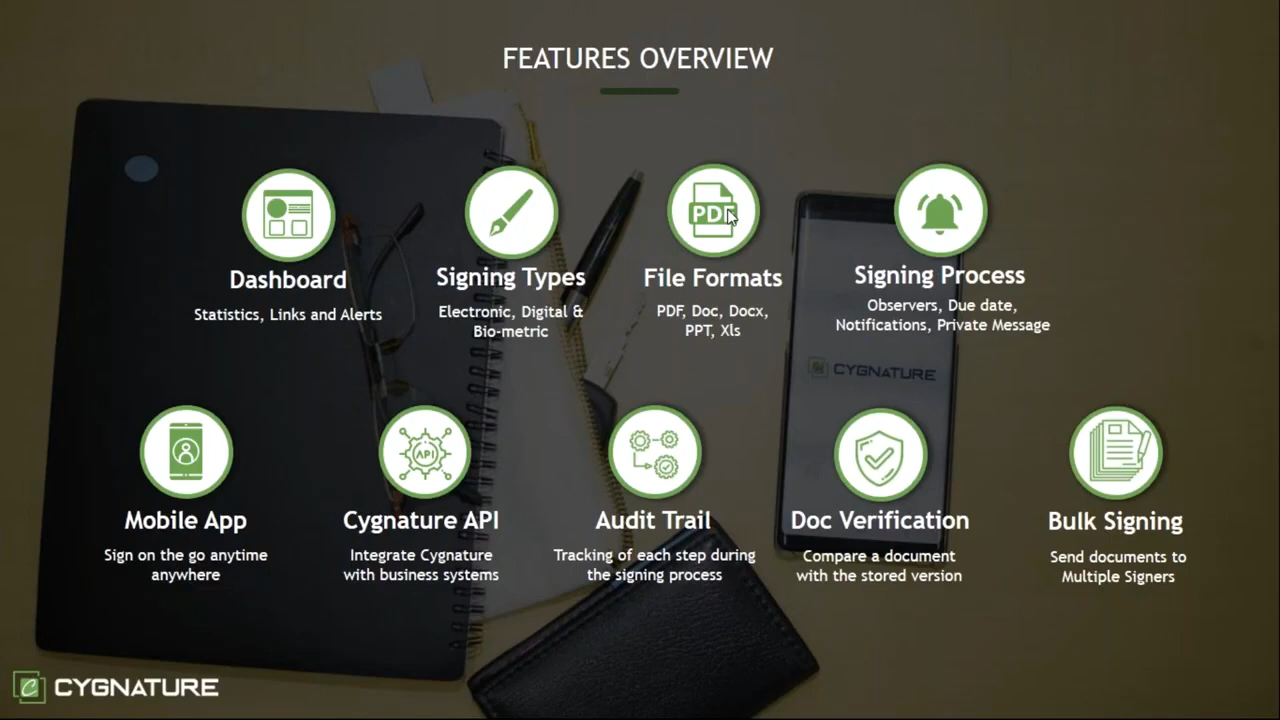 FEATURES OVERVIEW
PDF
Dashboard
Statistics, Links and Alerts
Signing Types
Electronic, Digital &
Bio-metric
File Formats
PDF, Doc, Docx,
PPT, Xls
Signing Process
Observers, Due date,
Notifications, Private Message
CYGNATURE
API
Mobile App
Sign on the go anytime
anywhere
Cygnature API
Integrate Cygnature
with business systems
Audit Trail
Tracking of each step during
the signing process
Doc Verification
Compare a document
with the stored version
Bulk Signing
Send documents to
Multiple Signers
CYGNATURE